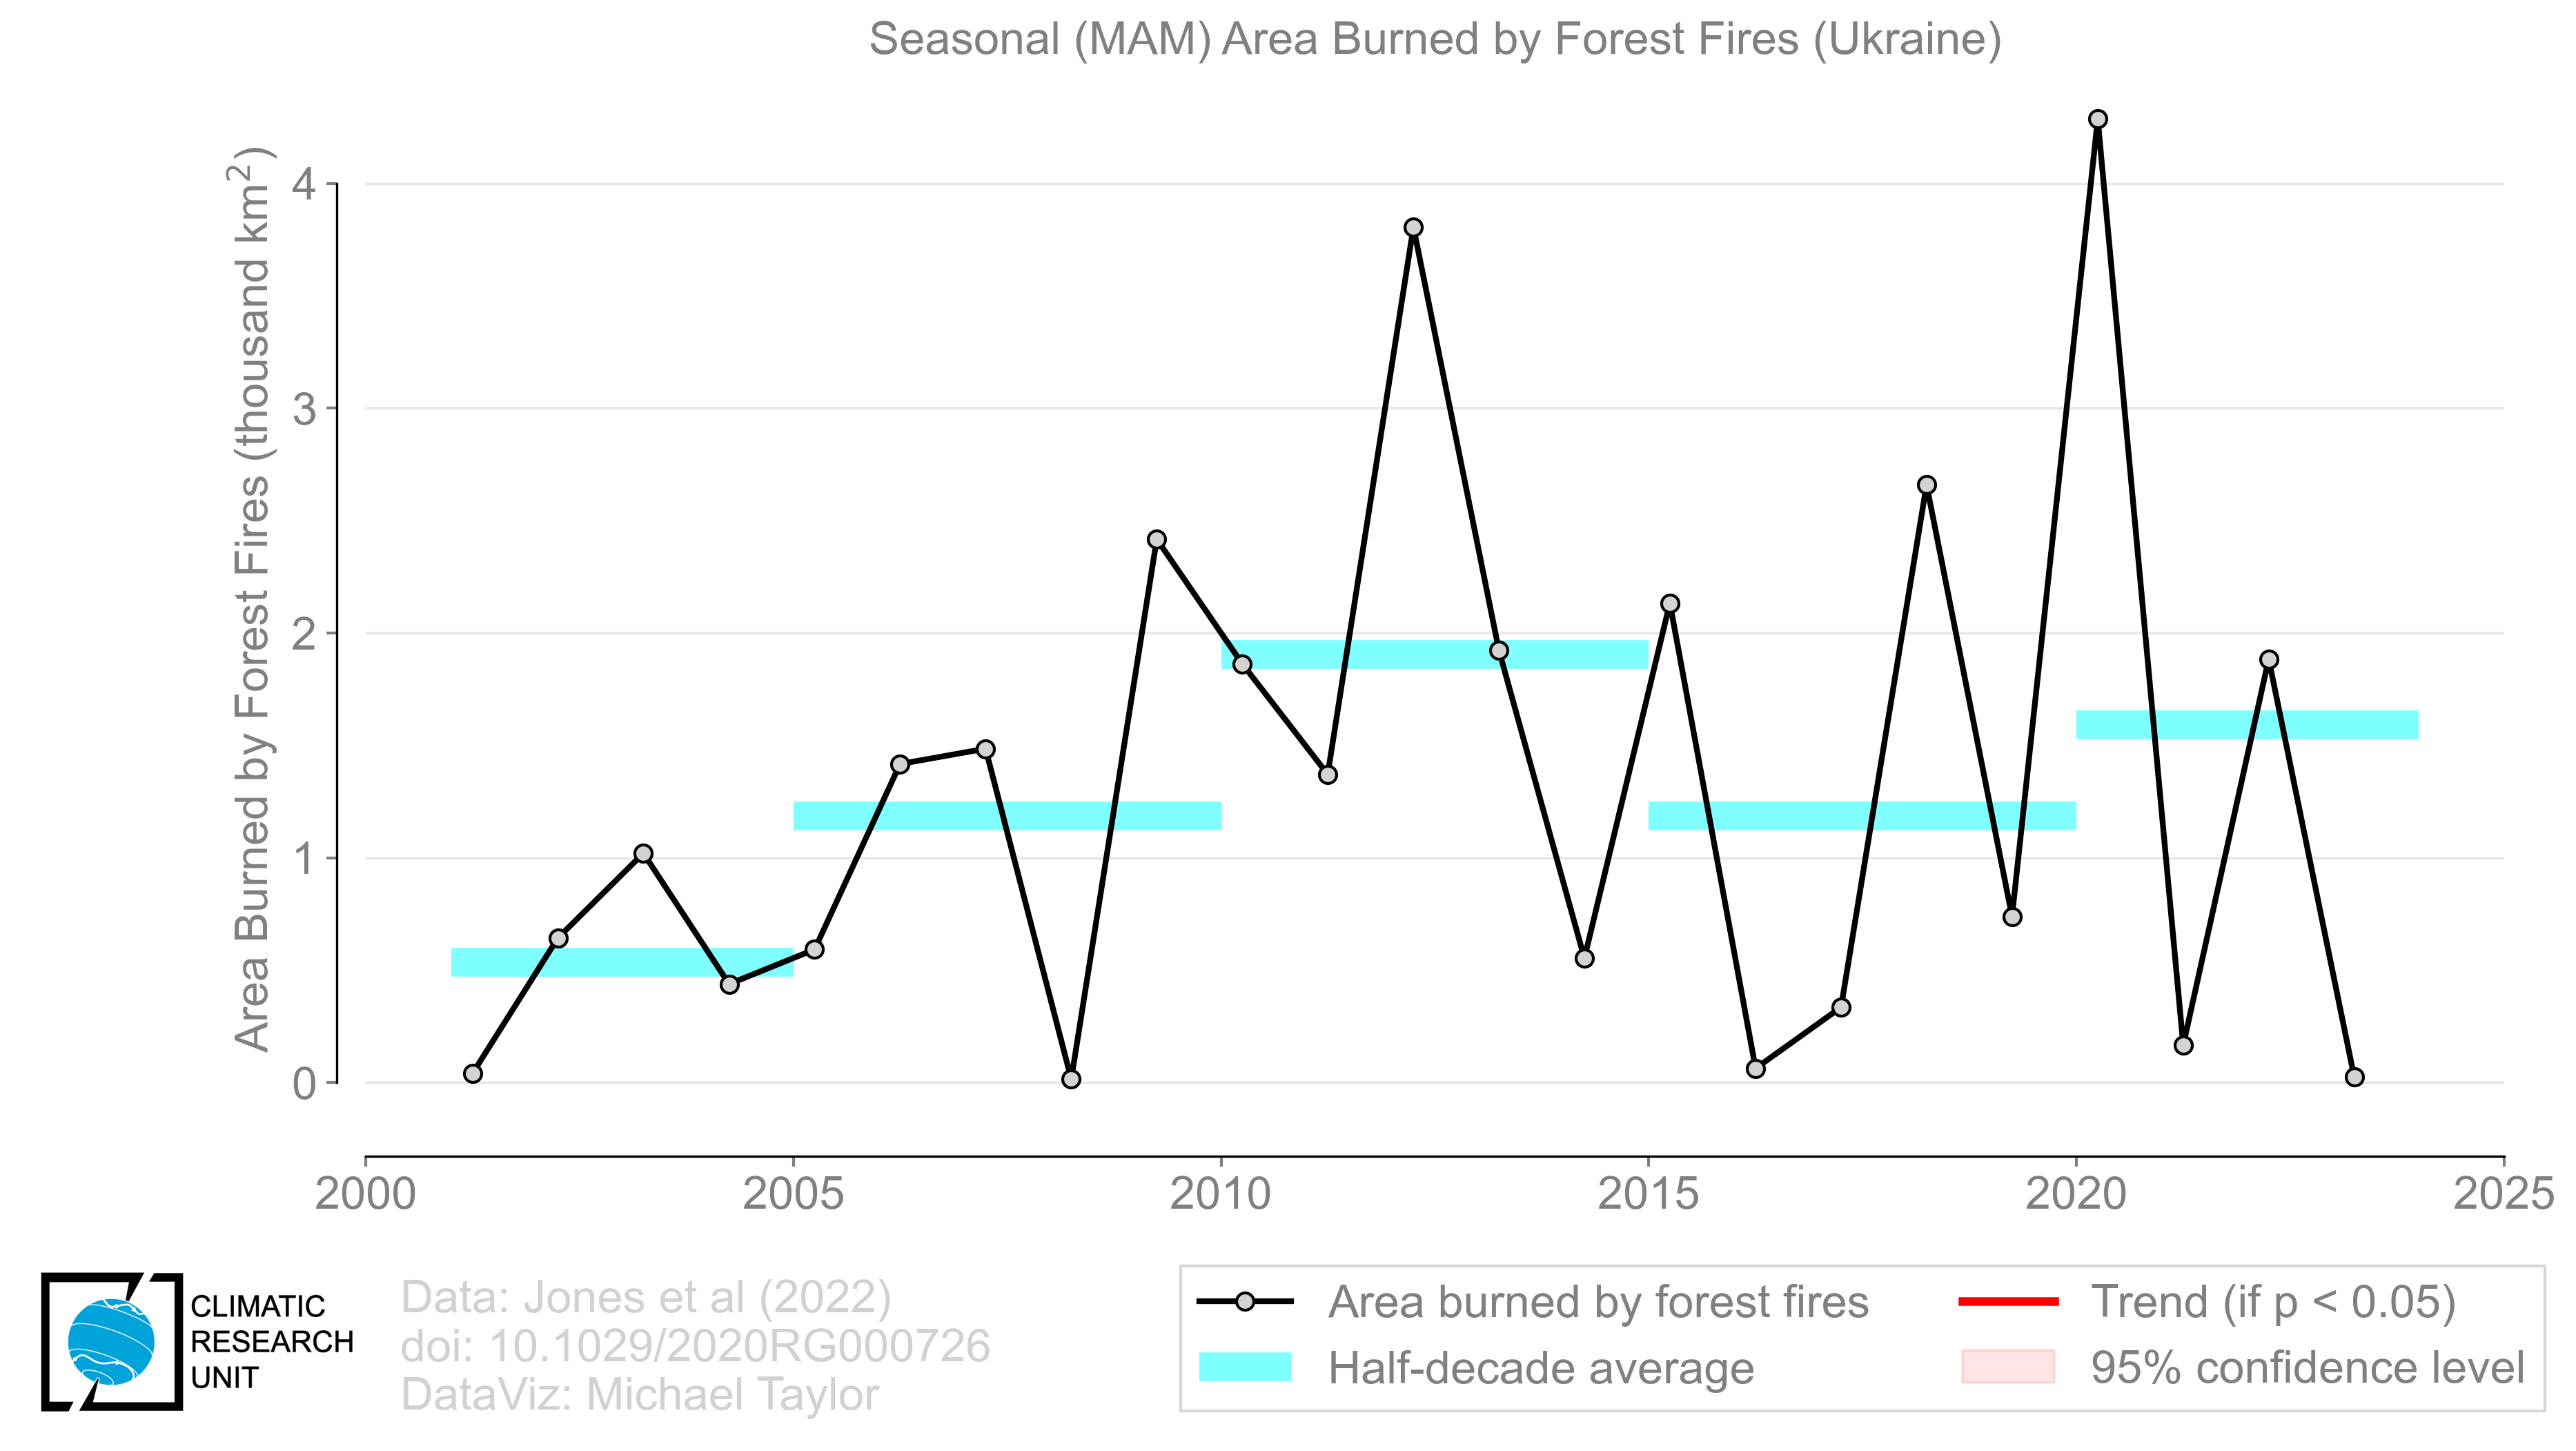 Seasonal (MAM) Area Burned by Forest Fires (Ukraine)
Area Burned by Forest Fires (thousand km²)
4
3
2
1
0
2000 2005 2010 2015 2020 2025
CLIMATIC
RESEARCH
UNIT
Data: Jones et al (2022)
doi: 10.1029/2020RG000726
DataViz: Michael Taylor
Area burned by forest fires
Half-decade average
Trend (if p < 0.05)
95% confidence level